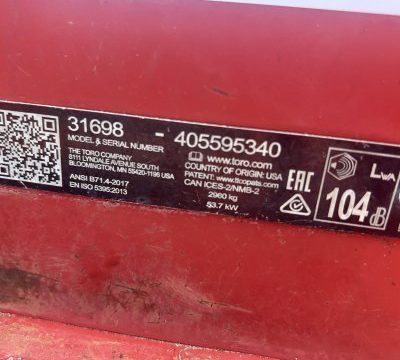 31698 - 405595340
MODEL & SERIAL NUMBER
THE TORO COMPANY
8111 LYNDALE AVENUE SOUTH
BLOOMINGTON, MN 55420-1196 USA
ANSI B71.4-2017
EN ISO 5395:2013
www.toro.com
COUNTRY OF ORIGIN: USA
PATENT: www.ttcopats.com
CAN ICES-2/NMB-2
2960 kg
53.7 kW
EAC
LWA
104 dB